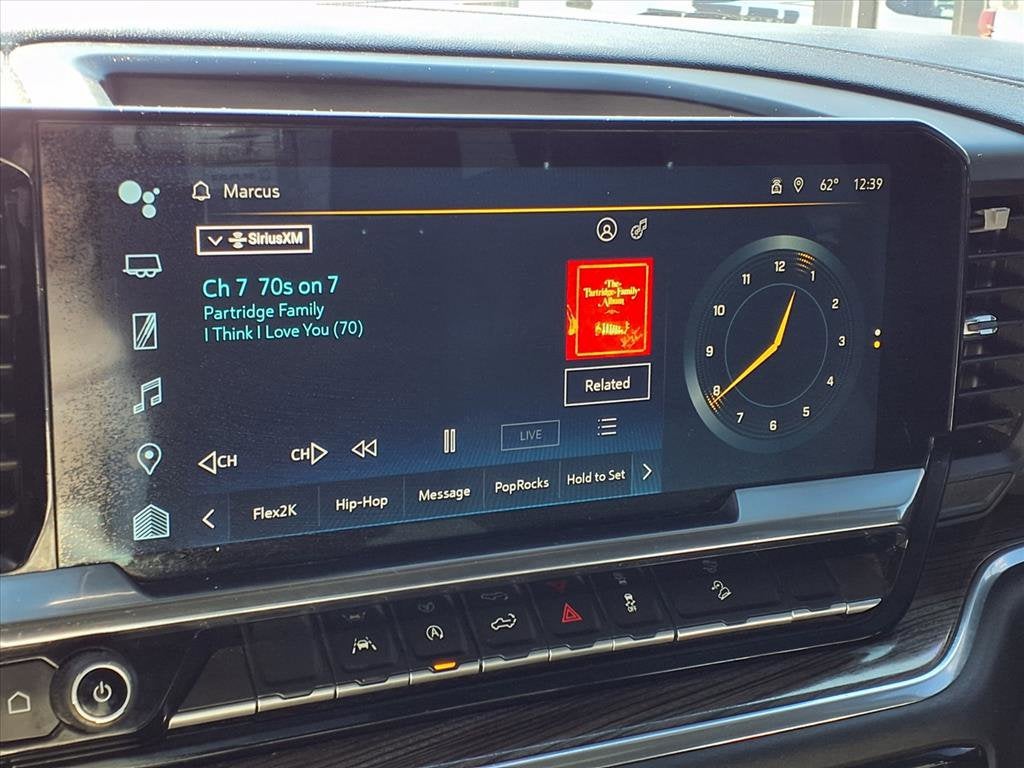 Marcus
62° 12:39
SiriusXM
Ch 7 70s on 7
Partridge Family
I Think I Love You (70)
The
Partridge Family
Album
Related
12
1
2
3
4
5
6
7
8
9
10
11
CH
CH
LIVE
Flex2K
Hip-Hop
Message
PopRocks
Hold to Set
A